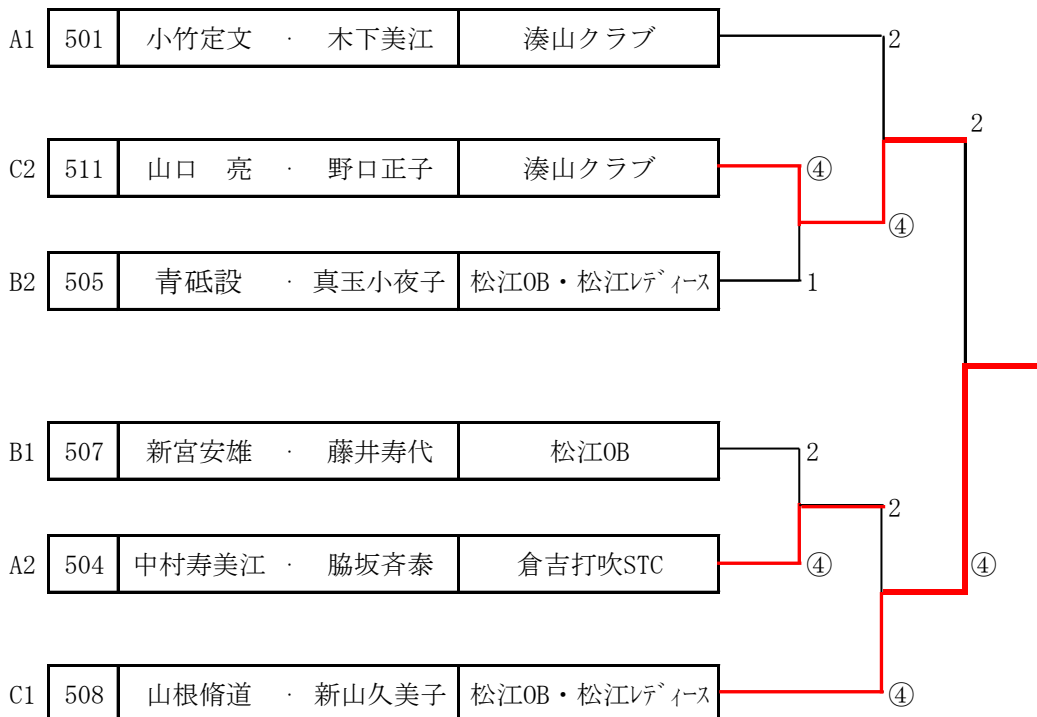 A1 501 小竹定文 ・ 木下美江 湊山クラブ 2
2
C2 511 山口 亮 ・ 野口正子 湊山クラブ ④
④
B2 505 青砥設 ・ 真玉小夜子 松江OB・松江ﾚﾃﾞｨｰｽ 1
B1 507 新宮安雄 ・ 藤井寿代 松江OB 2
2
A2 504 中村寿美江 ・ 脇坂斉泰 倉吉打吹STC ④ ④
C1 508 山根脩道 ・ 新山久美子 松江OB・松江ﾚﾃﾞｨｰｽ ④